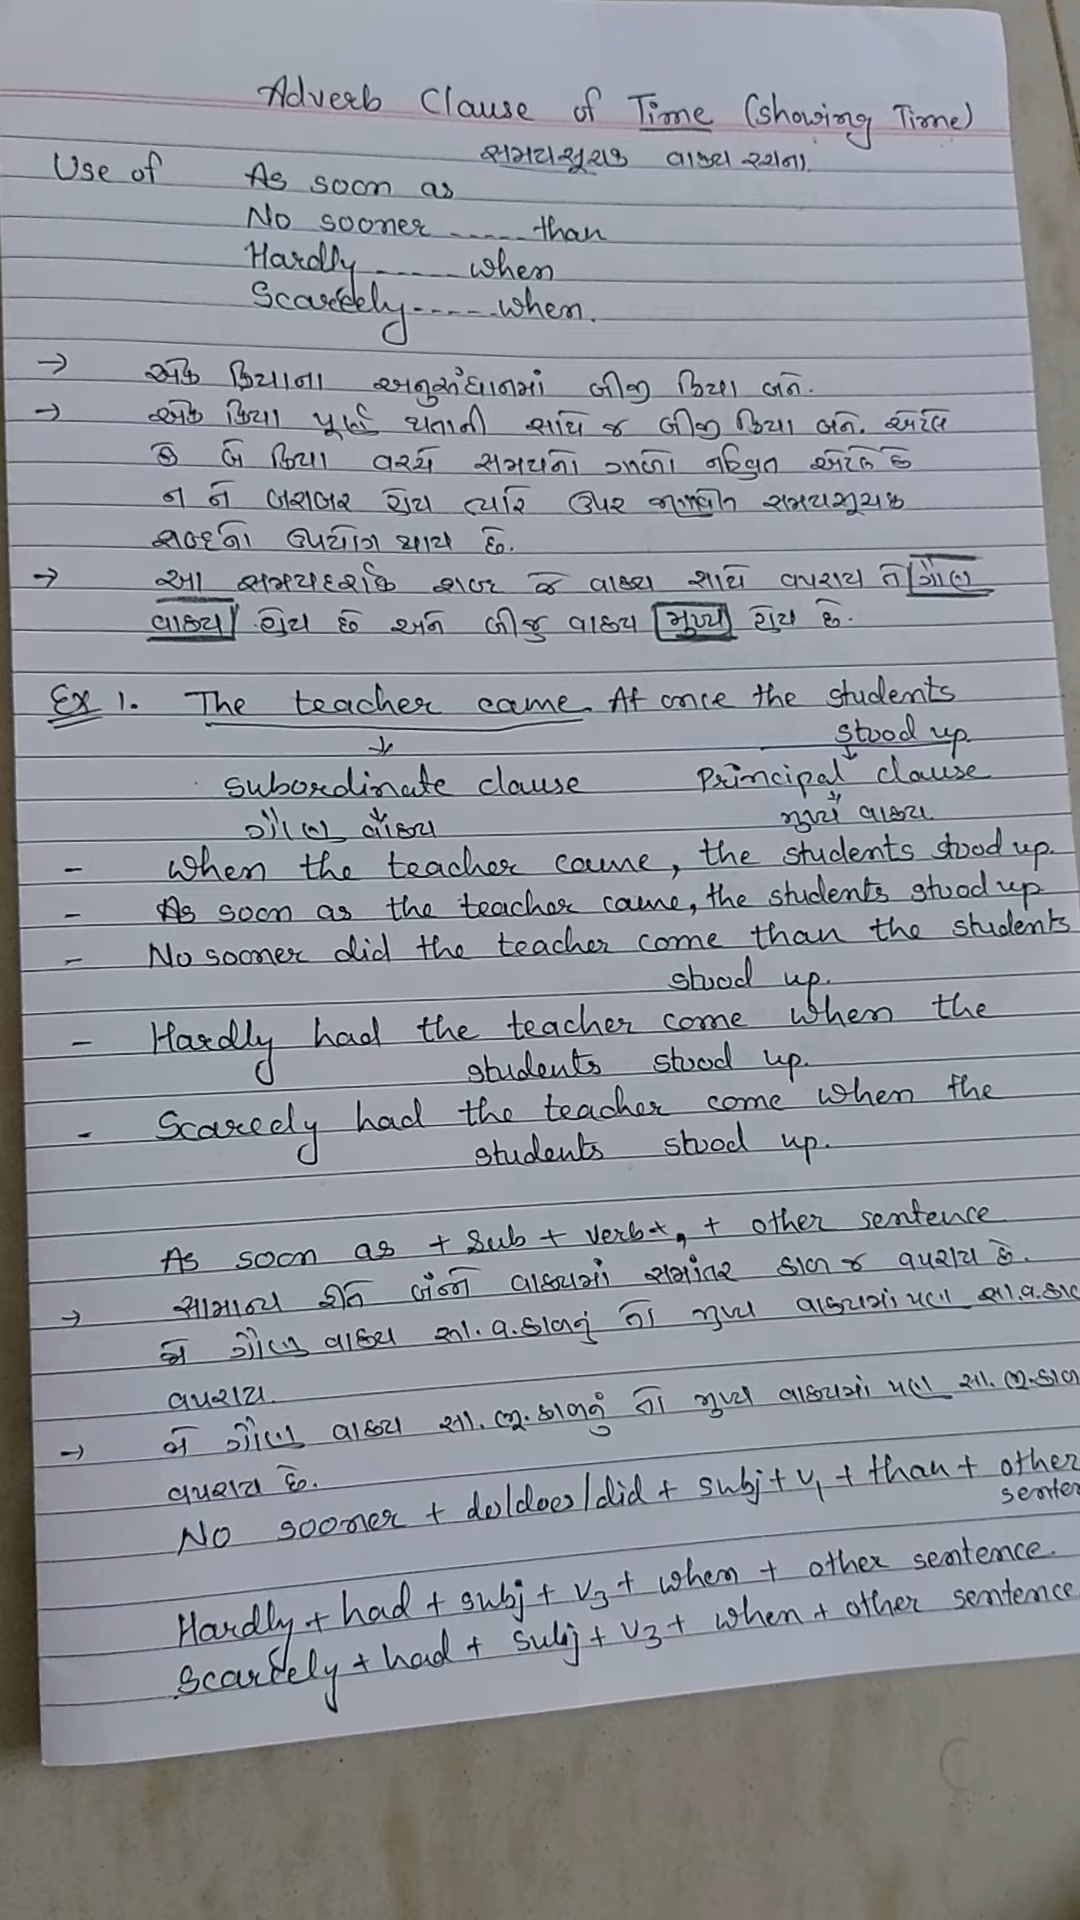 Adverb Clause of Time (showing Time)
સમયસૂચક વાક્ય રચના.
Use of As soon as
No sooner ..... than
Hardly ..... when
Scarcely ..... when.
→ એક ક્રિયાના અનુસંધાનમાં બીજી ક્રિયા બને.
→ એક ક્રિયા પૂર્ણ થતાની સાથે જ બીજી ક્રિયા બને. એટલે
કે બે ક્રિયા વચ્ચે સમયનો ગાળો નહિવત એટલે કે
ન ને બરાબર હોય ત્યારે ઉપર મુજબના સમયસૂચક
શબ્દનો ઉપયોગ થાય છે.
→ આ સમયદર્શક શબ્દ જે વાક્ય સાથે વપરાય તે ગૌણ
વાક્ય હોય છે અને બીજુ વાક્ય મુખ્ય હોય છે.
Ex 1. The teacher came. At once the students
stood up.
subordinate clause Principal clause
ગૌણ વાક્ય મુખ્ય વાક્ય
- when the teacher came, the students stood up.
- As soon as the teacher came, the students stood up
- No sooner did the teacher come than the students
stood up.
- Hardly had the teacher come when the
students stood up.
- Scarcely had the teacher come when the
students stood up.
As soon as + sub + verb+, + other sentence
→ સામાન્ય રીતે બંને વાક્યમાં સમાંતર કાળ જ વપરાય છે.
જો ગૌણ વાક્ય સા.વ.કાળનું તો મુખ્ય વાક્યમાં પણ સા.વ.કાળ
વપરાય.
→ જો ગૌણ વાક્ય સા.ભૂ.કાળનું તો મુખ્ય વાક્યમાં પણ સા.ભૂ.કાળ
વપરાય છે.
No sooner + do/does/did + subj + v1 + than + other
senten
Hardly + had + subj + v3 + when + other sentence.
Scarcely + had + subj + v3 + when + other sentence